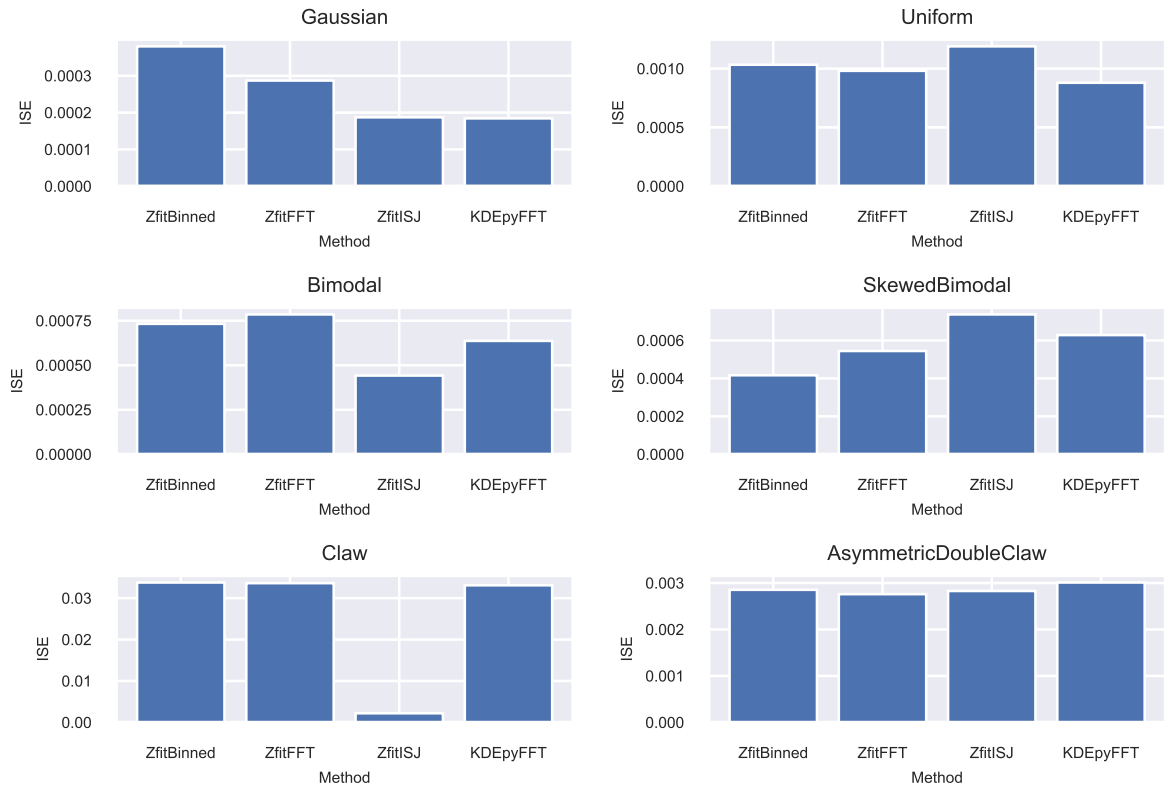 Gaussian
ISE
0.0003
0.0002
0.0001
0.0000
ZfitBinned ZfitFFT ZfitISJ KDEpyFFT
Method
Uniform
ISE
0.0010
0.0005
0.0000
ZfitBinned ZfitFFT ZfitISJ KDEpyFFT
Method
Bimodal
ISE
0.00075
0.00050
0.00025
0.00000
ZfitBinned ZfitFFT ZfitISJ KDEpyFFT
Method
SkewedBimodal
ISE
0.0006
0.0004
0.0002
0.0000
ZfitBinned ZfitFFT ZfitISJ KDEpyFFT
Method
Claw
ISE
0.03
0.02
0.01
0.00
ZfitBinned ZfitFFT ZfitISJ KDEpyFFT
Method
AsymmetricDoubleClaw
ISE
0.003
0.002
0.001
0.000
ZfitBinned ZfitFFT ZfitISJ KDEpyFFT
Method